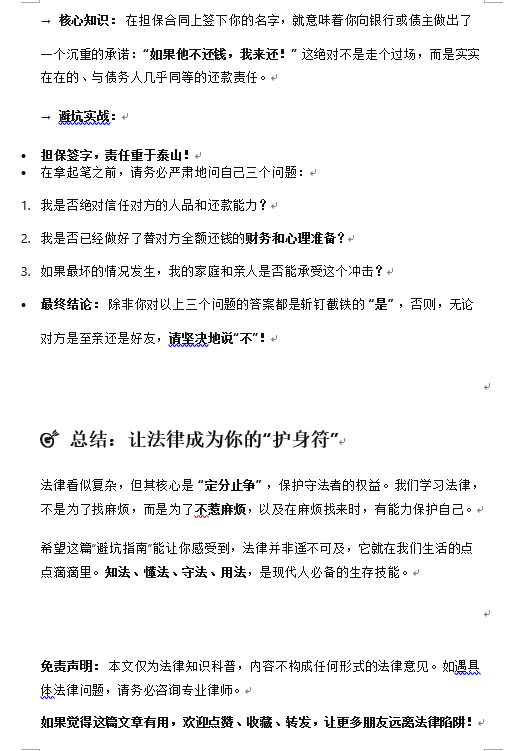 → 核心知识：在担保合同上签下你的名字，就意味着你向银行或债主做出了
一个沉重的承诺：“如果他不还钱，我来还！” 这绝不是走个过场，而是实实
在在的、与债务人几乎同等的还款责任。
→ 避坑实战：
• 担保签字，责任重于泰山！
• 在拿起笔之前，请务必严肃地问自己三个问题：
1. 我是否绝对信任对方的人品和还款能力？
2. 我是否已经做好了替对方全额还钱的财务和心理准备？
3. 如果最坏的情况发生，我的家庭和亲人是否能承受这个冲击？
• 最终结论：除非你对以上三个问题的答案都是斩钉截铁的 “是” ，否则，无论
对方是至亲还是好友，请坚决地说“不”！
总结：让法律成为你的“护身符”
法律看似复杂，但其核心是 “定分止争” ，保护守法者的权益。我们学习法律，
不是为了找麻烦，而是为了不惹麻烦，以及在麻烦找来时，有能力保护自己。
希望这篇“避坑指南”能让你感受到，法律并非遥不可及，它就在我们生活的点
点滴滴里。知法、懂法、守法、用法，是现代人必备的生存技能。
免责声明：本文仅为法律知识科普，内容不构成任何形式的法律意见。如遇具
体法律问题，请务必咨询专业律师。
如果觉得这篇文章有用，欢迎点赞、收藏、转发，让更多朋友远离法律陷阱！